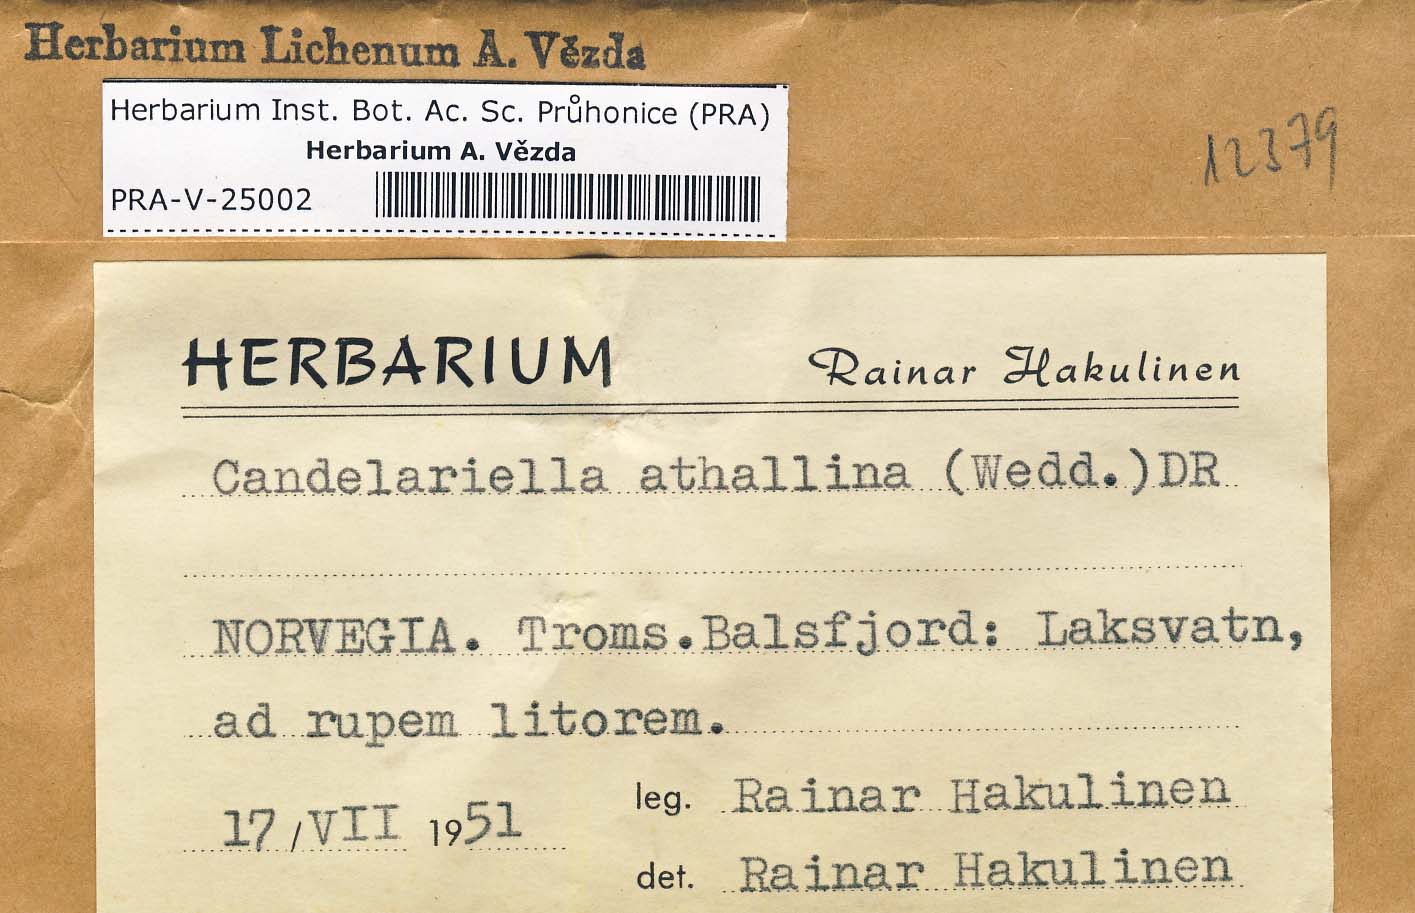 Herbarium Lichenum A. Vězda
Herbarium Inst. Bot. Ac. Sc. Průhonice (PRA)
Herbarium A. Vězda
PRA-V-25002
12379
HERBARIUM Rainar Hakulinen
Candelariella athallina (Wedd.)DR
NORVEGIA. Troms.Balsfjord: Laksvatn,
ad rupem litorem.
17/VII 1951 leg. Rainar Hakulinen
det. Rainar Hakulinen